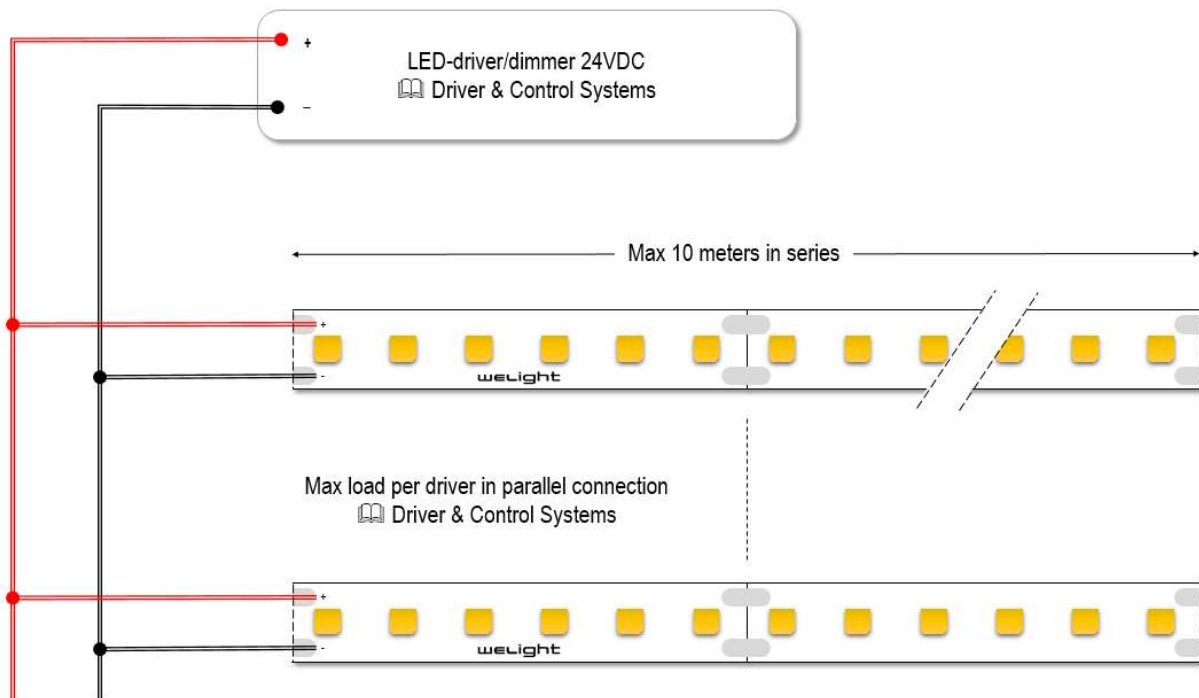 +
LED-driver/dimmer 24VDC
🕮 Driver & Control Systems
−
Max 10 meters in series
+
-
weLight
Max load per driver in parallel connection
🕮 Driver & Control Systems
+
-
weLight